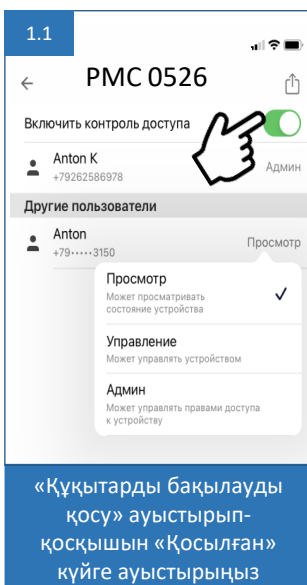 1.1
PMC 0526
Включить контроль доступа
Anton K
+79262586978
Админ
Другие пользователи
Anton
+79•••••3150
Просмотр
Просмотр
Может просматривать
состояние устройства
Управление
Может управлять устройством
Админ
Может управлять правами доступа
к устройству
«Құқытарды бақылауды
қосу» ауыстырып-
қосқышын «Қосылған»
күйге ауыстырыңыз